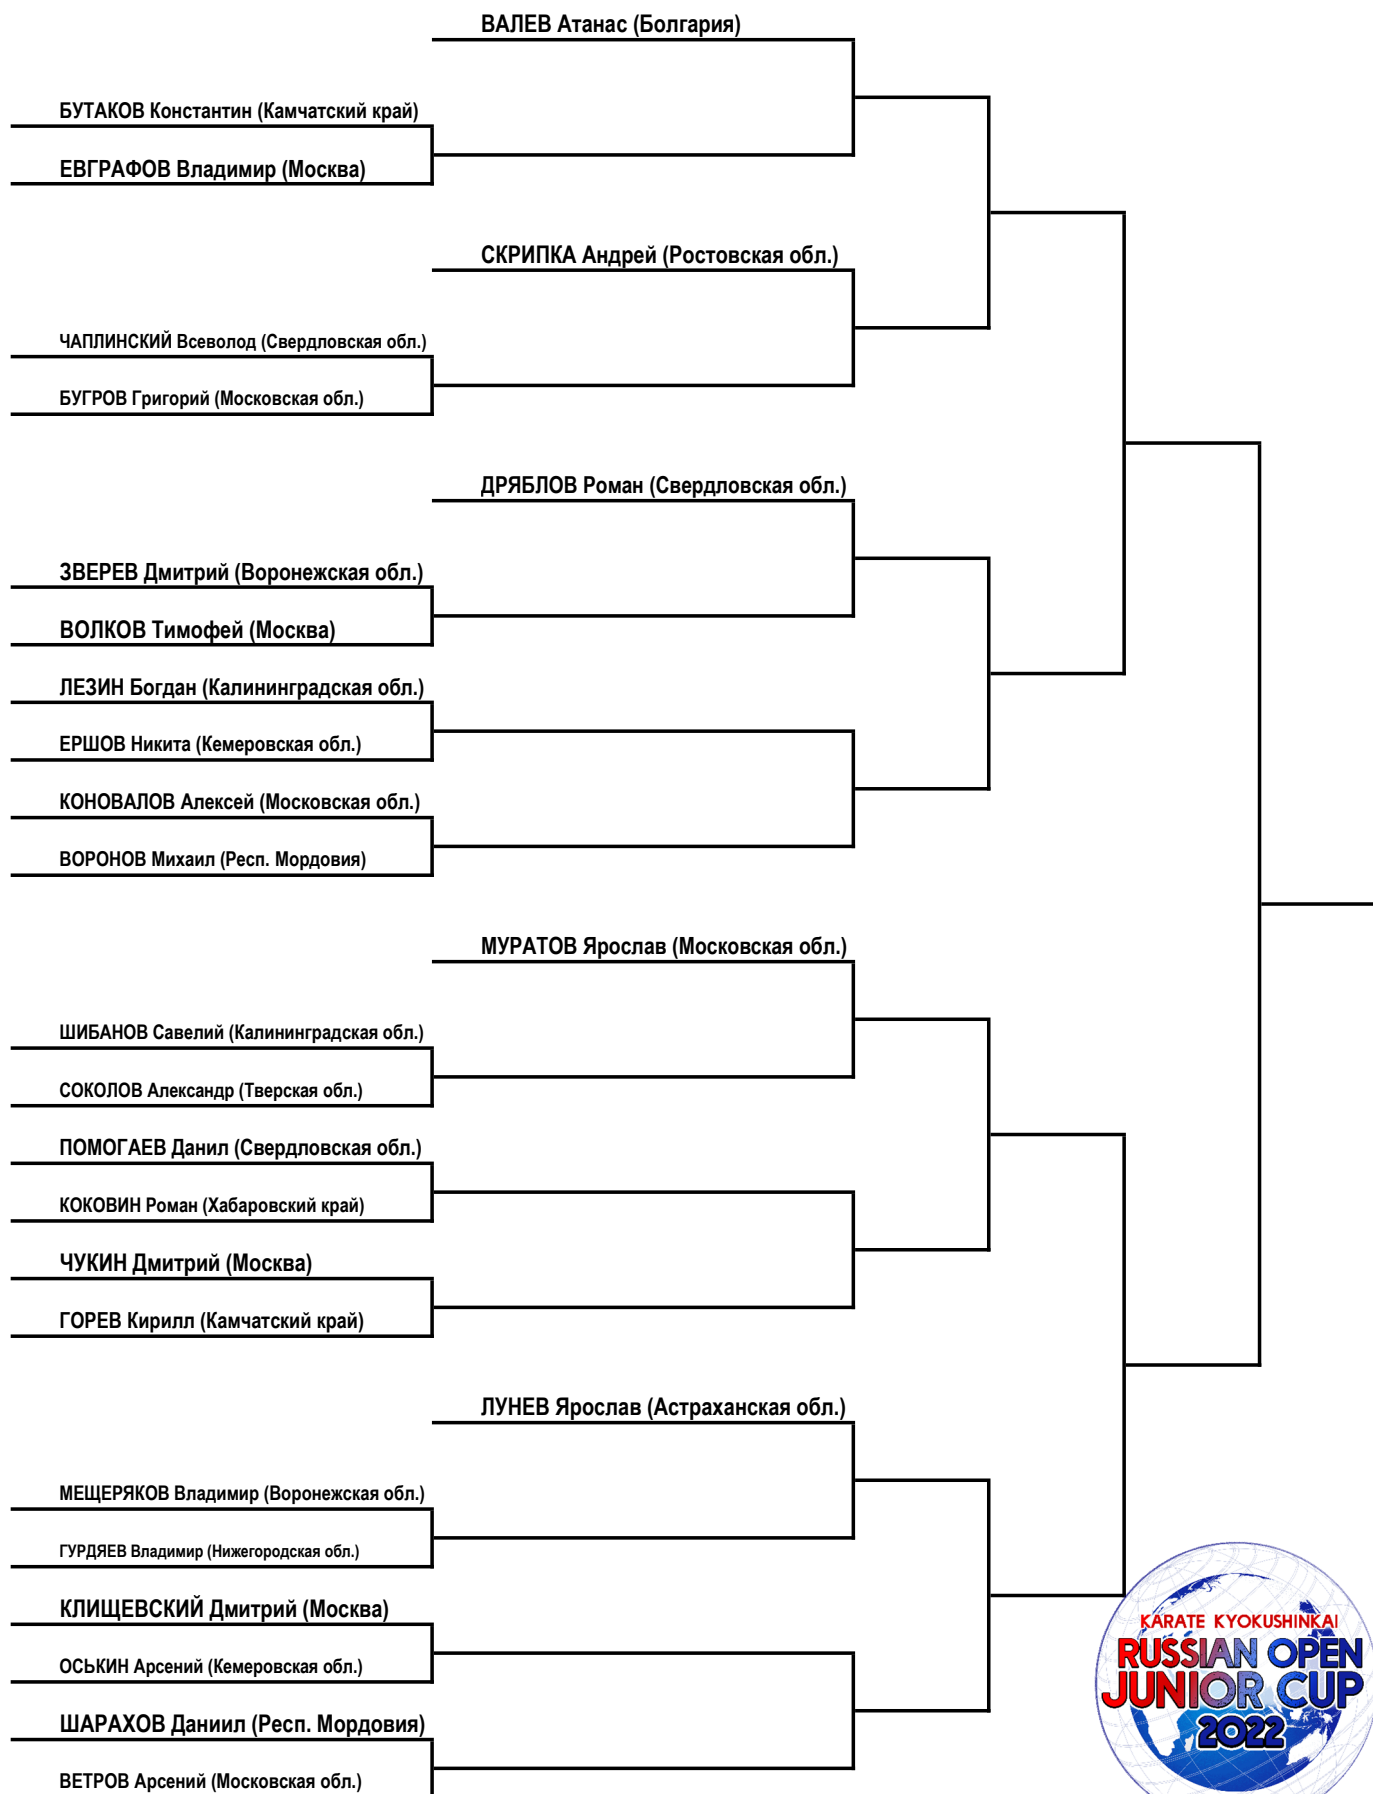 ВАЛЕВ Атанас (Болгария)
БУТАКОВ Константин (Камчатский край)
ЕВГРАФОВ Владимир (Москва)
СКРИПКА Андрей (Ростовская обл.)
ЧАПЛИНСКИЙ Всеволод (Свердловская обл.)
БУГРОВ Григорий (Московская обл.)
ДРЯБЛОВ Роман (Свердловская обл.)
ЗВЕРЕВ Дмитрий (Воронежская обл.)
ВОЛКОВ Тимофей (Москва)
ЛЕЗИН Богдан (Калининградская обл.)
ЕРШОВ Никита (Кемеровская обл.)
КОНОВАЛОВ Алексей (Московская обл.)
ВОРОНОВ Михаил (Респ. Мордовия)
МУРАТОВ Ярослав (Московская обл.)
ШИБАНОВ Савелий (Калининградская обл.)
СОКОЛОВ Александр (Тверская обл.)
ПОМОГАЕВ Данил (Свердловская обл.)
КОКОВИН Роман (Хабаровский край)
ЧУКИН Дмитрий (Москва)
ГОРЕВ Кирилл (Камчатский край)
ЛУНЕВ Ярослав (Астраханская обл.)
МЕЩЕРЯКОВ Владимир (Воронежская обл.)
ГУРДЯЕВ Владимир (Нижегородская обл.)
КЛИЩЕВСКИЙ Дмитрий (Москва)
ОСЬКИН Арсений (Кемеровская обл.)
ШАРАХОВ Даниил (Респ. Мордовия)
ВЕТРОВ Арсений (Московская обл.)
KARATE KYOKUSHINKAI
RUSSIAN OPEN
JUNIOR CUP
2022